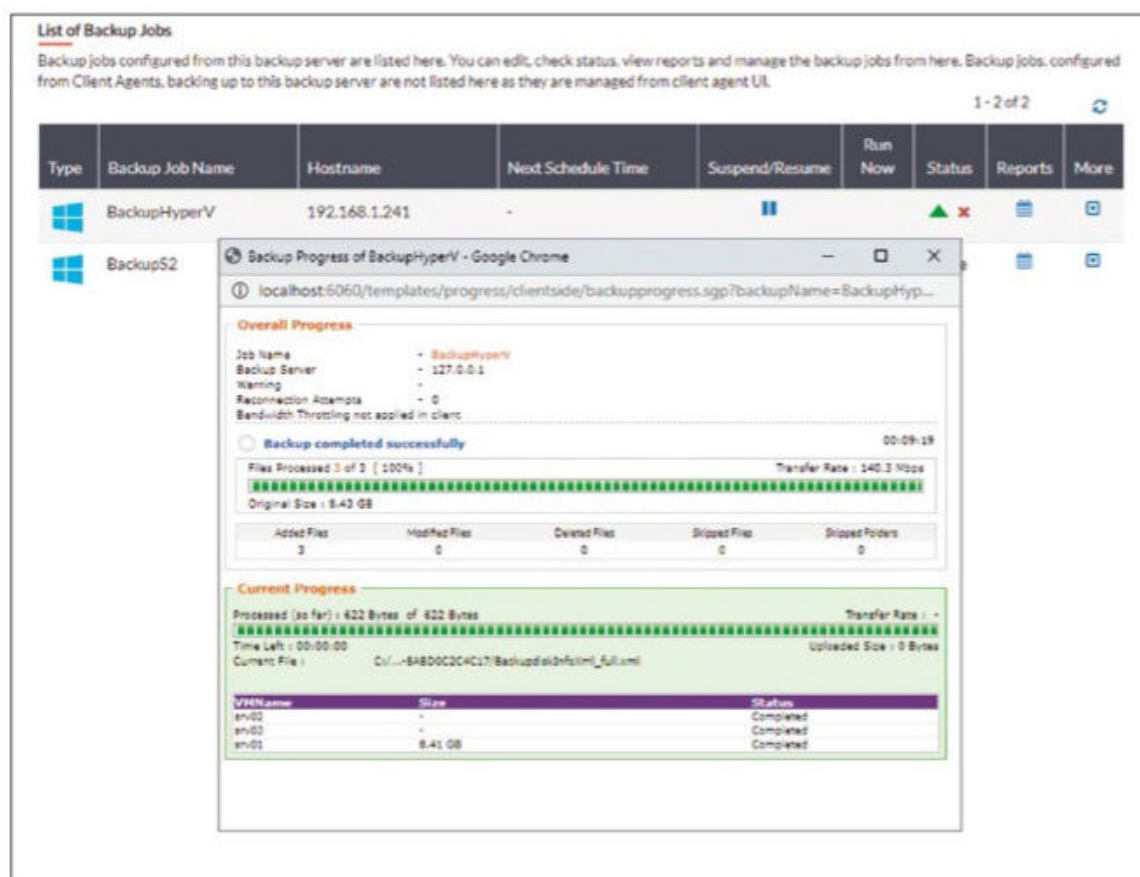 List of Backup Jobs
Backup jobs configured from this backup server are listed here. You can edit, check status, view reports and manage the backup jobs from here. Backup jobs, configured
from Client Agents, backing up to this backup server are not listed here as they are managed from client agent UI.
1 - 2 of 2
Type Backup Job Name Hostname Next Schedule Time Suspend/Resume Run Now Status Reports More
BackupHyperV 192.168.1.241 -
BackupS2
Backup Progress of BackupHyperV - Google Chrome
localhost:6060/templates/progress/clientside/backupprogress.sgp?backupName=BackupHyp...
Overall Progress
Job Name - BackupHyperV
Backup Server - 127.0.0.1
Warning -
Reconnection Attempts - 0
Bandwidth Throttling not applied in client
Backup completed successfully 00:09:19
Files Processed 3 of 3 [ 100% ] Transfer Rate : 140.3 Mbps
Original Size : 8.43 GB
Added Files Modified Files Deleted Files Skipped Files Skipped Folders
3 0 0 0 0
Current Progress
Processed (so far) : 622 Bytes of 622 Bytes Transfer Rate : -
Time Left : 00:00:00 Uploaded Size : 0 Bytes
Current File :
VMName Size Status
srv02 - Completed
srv03 - Completed
srv01 8.41 GB Completed